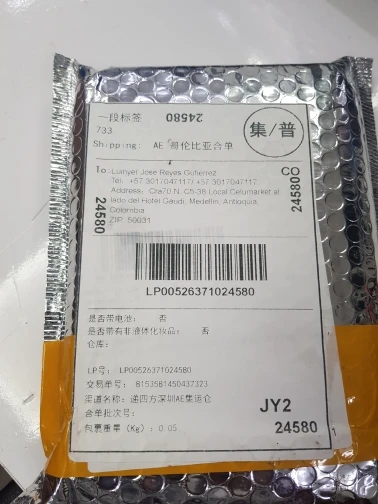 一段标签
24580
733
集/普
Shipping: AE 哥伦比亚合单
To: Lumyer Jose Reyes Gutierrez
Tel: +57 3017047117/ +57 3017047117,
Address: Cra70 N. C5-38 Local Celumarket al
lado del Hotel Gaudi, Medellin, Antioquia,
Colombia
ZIP: 56031
CO
24580
24580
LP00526371024580
是否带电池: 否
是否带有非液体化妆品: 否
仓库:
LP号: LP00526371024580
交易单号: 8153581450437323
渠道名称: 递四方深圳AE集运仓
合单批次号:
包裹重量 (Kg): 0.05
JY2
24580